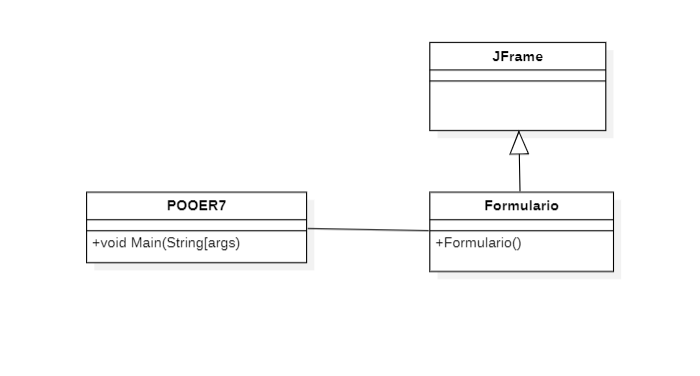 JFrame
POOER7
Formulario
+void Main(String[args)
+Formulario()